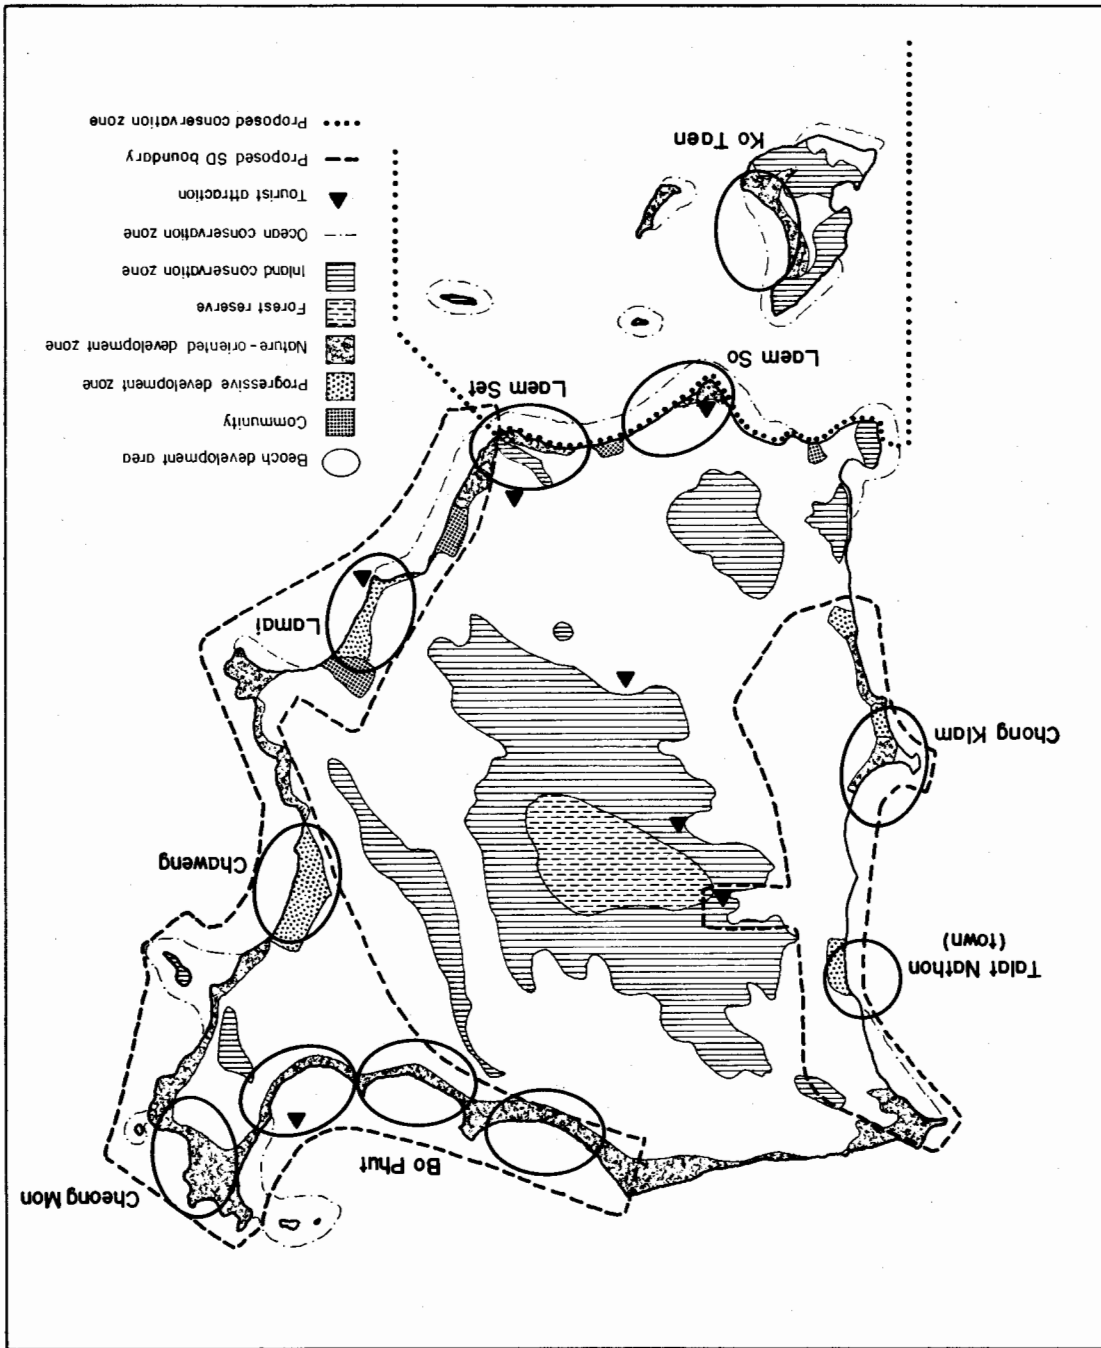 Cheong Mon
Bo Phut
Talat Nathon
(town)
Chaweng
Chong Klam
Lamai
Laem Set
Laem So
Ko Taen
Beach development area
Community
Progressive development zone
Nature-oriented development zone
Forest reserve
Inland conservation zone
Ocean conservation zone
Tourist attraction
Proposed SD boundary
Proposed conservation zone